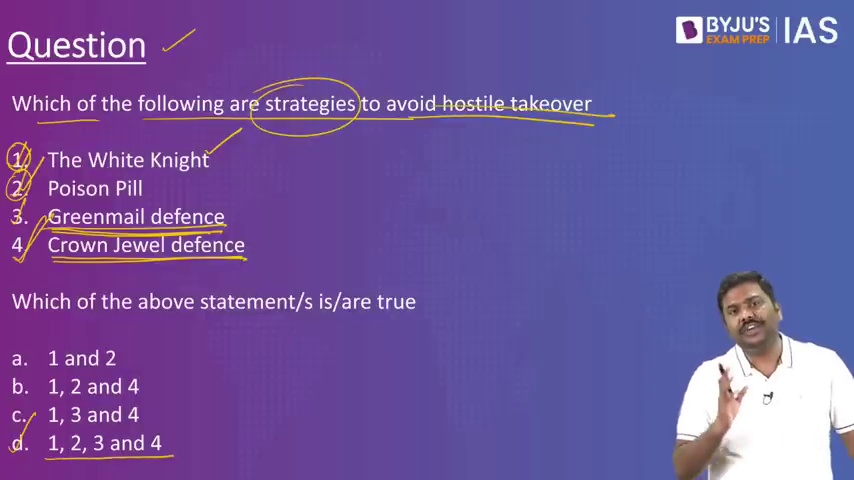 Question
BYJU'S
EXAM PREP
IAS
Which of the following are strategies to avoid hostile takeover
1. The White Knight
2. Poison Pill
3. Greenmail defence
4. Crown Jewel defence
Which of the above statement/s is/are true
a. 1 and 2
b. 1, 2 and 4
c. 1, 3 and 4
d. 1, 2, 3 and 4